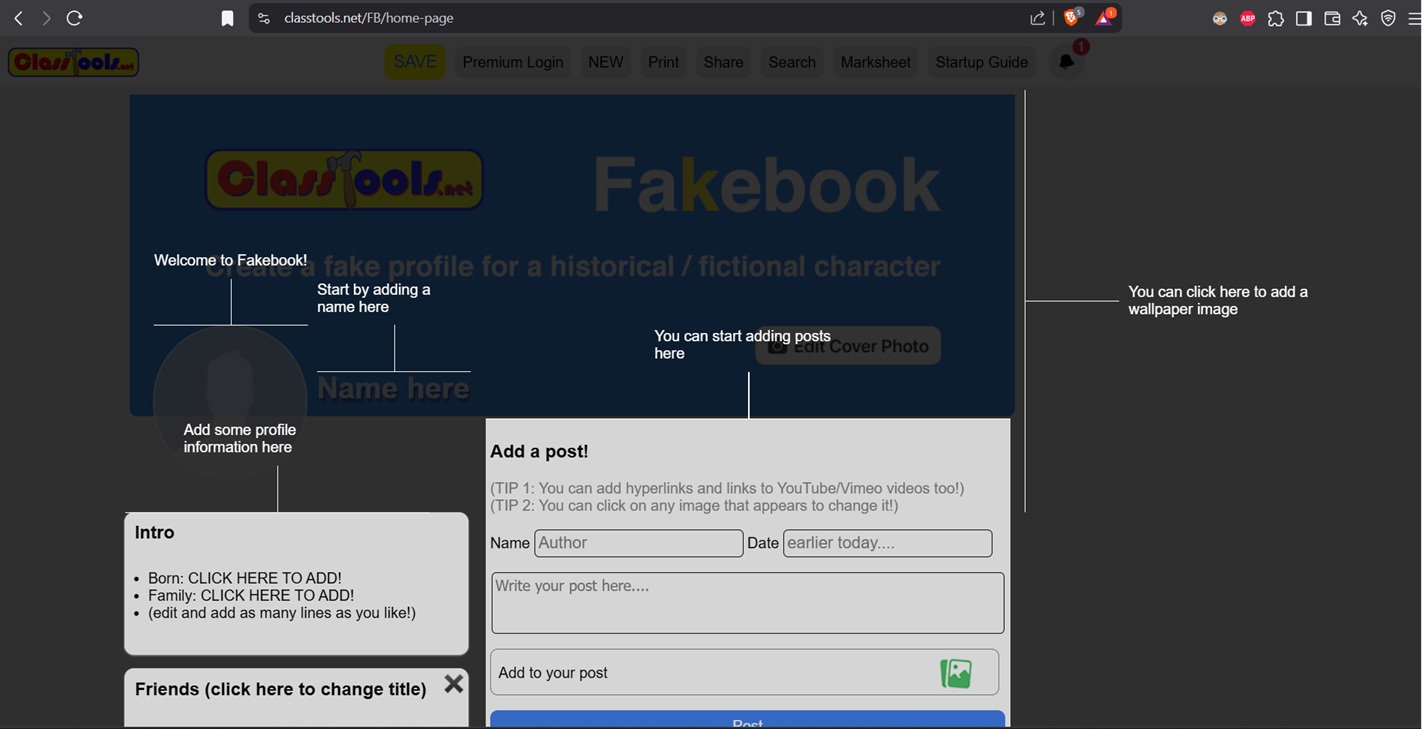 classtools.net/FB/home-page
5
1
ABP
ClassTools.net
SAVE
Premium Login
NEW
Print
Share
Search
Marksheet
Startup Guide
1
ClassTools.net
Fakebook
Welcome to Fakebook!
Create a fake profile for a historical / fictional character
Start by adding a
name here
You can click here to add a
wallpaper image
You can start adding posts
here
Edit Cover Photo
Name here
Add some profile
information here
Intro
• Born: CLICK HERE TO ADD!
• Family: CLICK HERE TO ADD!
• (edit and add as many lines as you like!)
Friends (click here to change title)
Add a post!
(TIP 1: You can add hyperlinks and links to YouTube/Vimeo videos too!)
(TIP 2: You can click on any image that appears to change it!)
Name Author Date earlier today....
Write your post here....
Add to your post
Post